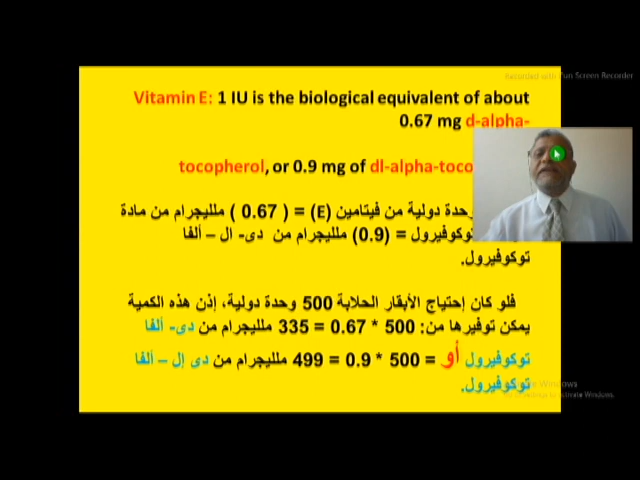 Recorded with Fun Screen Recorder
Vitamin E: 1 IU is the biological equivalent of about
0.67 mg d-alpha-
tocopherol, or 0.9 mg of dl-alpha-toco
وحدة دولية من فيتامين (E) = ( 0.67 ) ملليجرام من مادة
توكوفيرول = (0.9) ملليجرام من دى- ال – ألفا
توكوفيرول.
فلو كان إحتياج الأبقار الحلابة 500 وحدة دولية، إذن هذه الكمية
يمكن توفيرها من: 500 * 0.67 = 335 ملليجرام من دى- ألفا
توكوفيرول أو = 500 * 0.9 = 499 ملليجرام من دى إل – ألفا
توكوفيرول.
Windows
to activate Windows.